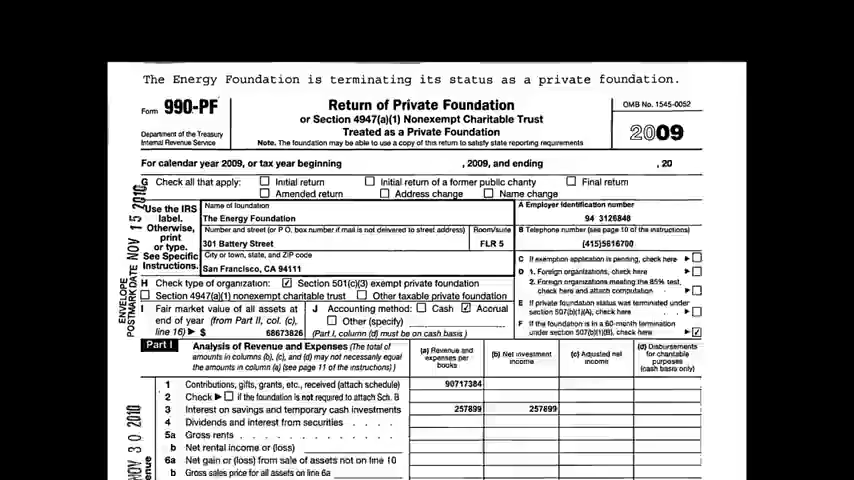 The Energy Foundation is terminating its status as a private foundation.
Form 990-PF
Department of the Treasury
Internal Revenue Service
Return of Private Foundation
or Section 4947(a)(1) Nonexempt Charitable Trust
Treated as a Private Foundation
Note. The foundation may be able to use a copy of this return to satisfy state reporting requirements
OMB No. 1545-0052
2009
For calendar year 2009, or tax year beginning , 2009, and ending , 20
G Check all that apply: Initial return Initial return of a former public charity Final return
Amended return Address change Name change
Use the IRS label. Otherwise, print or type. See Specific Instructions.
Name of foundation
The Energy Foundation
Number and street (or P O. box number if mail is not delivered to street address) Room/suite
301 Battery Street FLR 5
City or town, state, and ZIP code
San Francisco, CA 94111
A Employer identification number
94 3126848
B Telephone number (see page 10 of the instructions)
(415)5616700
C If exemption application is pending, check here
D 1. Foreign organizations, check here
2. Foreign organizations meeting the 85% test, check here and attach computation
E If private foundation status was terminated under section 507(b)(1)(A), check here
F If the foundation is in a 60-month termination under section 507(b)(1)(B), check here
H Check type of organization: Section 501(c)(3) exempt private foundation
Section 4947(a)(1) nonexempt charitable trust Other taxable private foundation
I Fair market value of all assets at end of year (from Part II, col. (c), line 16) $ 68673826
J Accounting method: Cash Accrual
Other (specify)
(Part I, column (d) must be on cash basis)
Part I Analysis of Revenue and Expenses (The total of amounts in columns (b), (c), and (d) may not necessarily equal the amounts in column (a) (see page 11 of the instructions).)
(a) Revenue and expenses per books
(b) Net investment income
(c) Adjusted net income
(d) Disbursements for charitable purposes (cash basis only)
1 Contributions, gifts, grants, etc., received (attach schedule) 90717384
2 Check if the foundation is not required to attach Sch. B
3 Interest on savings and temporary cash investments 257899 257899
4 Dividends and interest from securities
5a Gross rents
b Net rental income or (loss)
6a Net gain or (loss) from sale of assets not on line 10
b Gross sales price for all assets on line 6a
ENVELOPE
POSTMARK DATE NOV 15 2010
NOV 30 2010